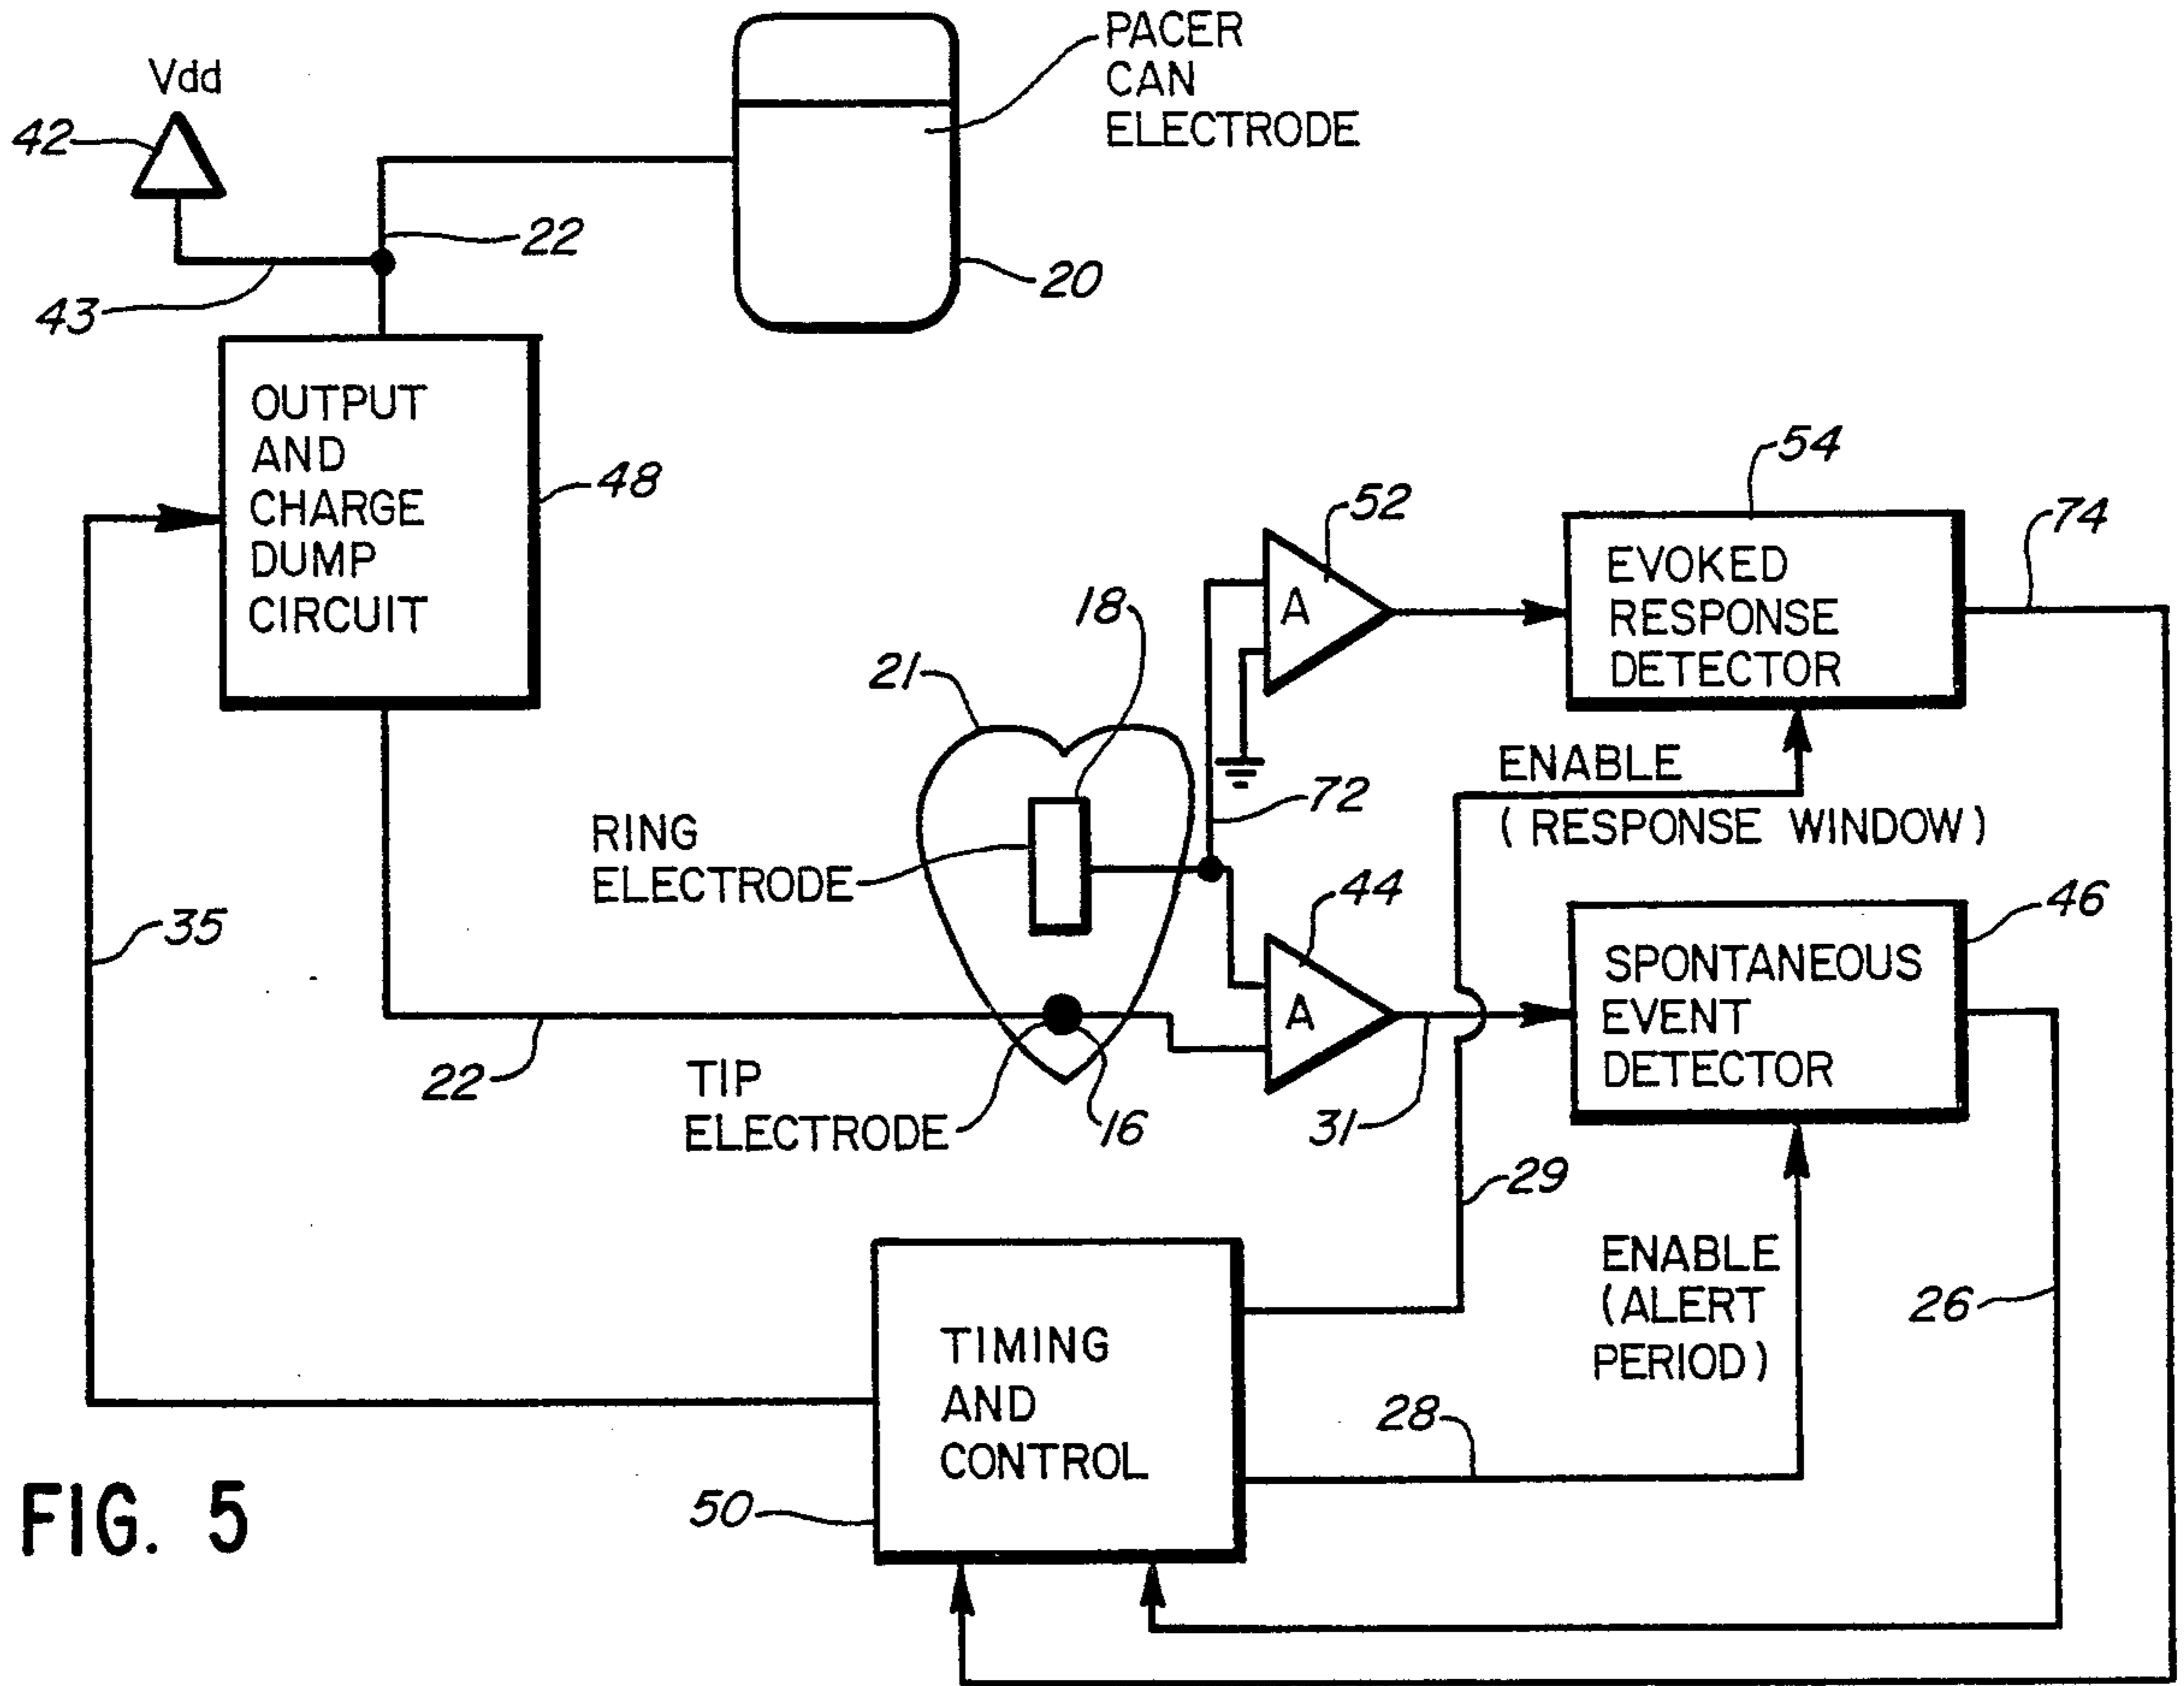 PACER
CAN
ELECTRODE
Vdd
42
22
20
43
OUTPUT
AND
CHARGE
DUMP
CIRCUIT
48
54
52
74
A
EVOKED
RESPONSE
DETECTOR
18
21
ENABLE
(RESPONSE WINDOW)
72
RING
ELECTRODE
44
46
35
A
SPONTANEOUS
EVENT
DETECTOR
22
TIP
ELECTRODE
16
31
29
ENABLE
(ALERT
PERIOD)
26
TIMING
AND
CONTROL
28
50
FIG. 5